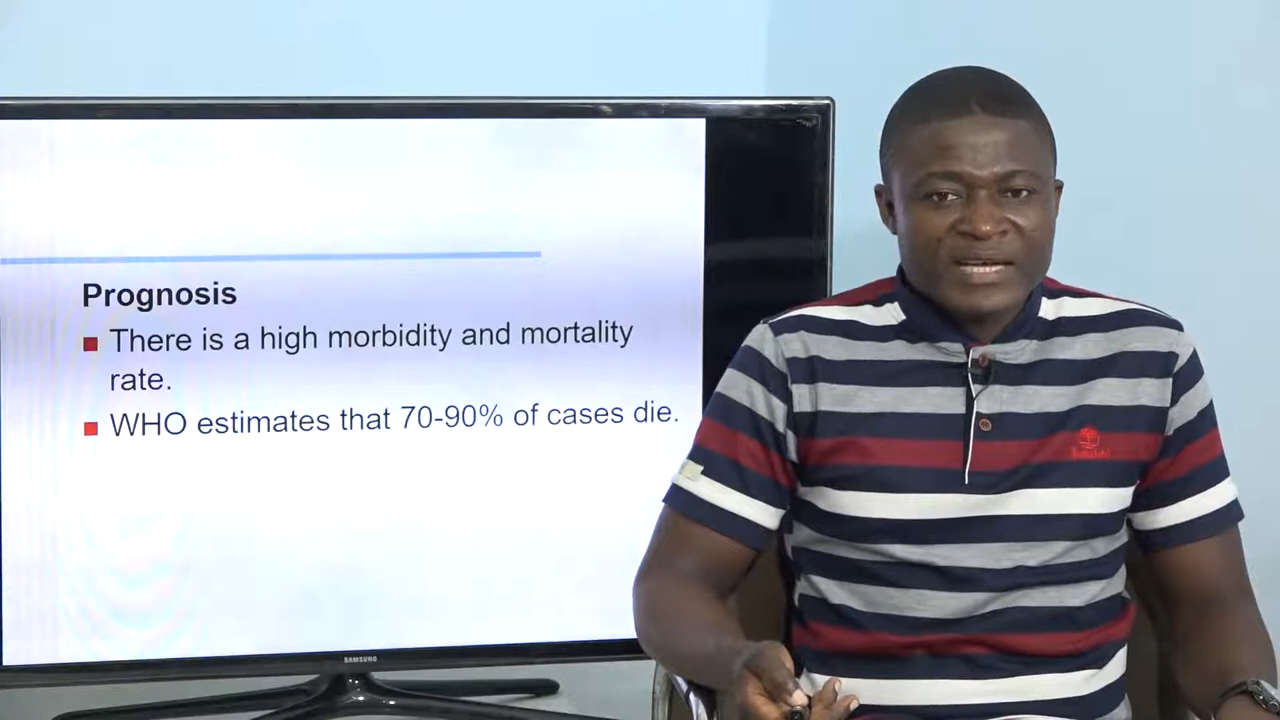 Prognosis
There is a high morbidity and mortality
rate.
WHO estimates that 70-90% of cases die.
SAMSUNG